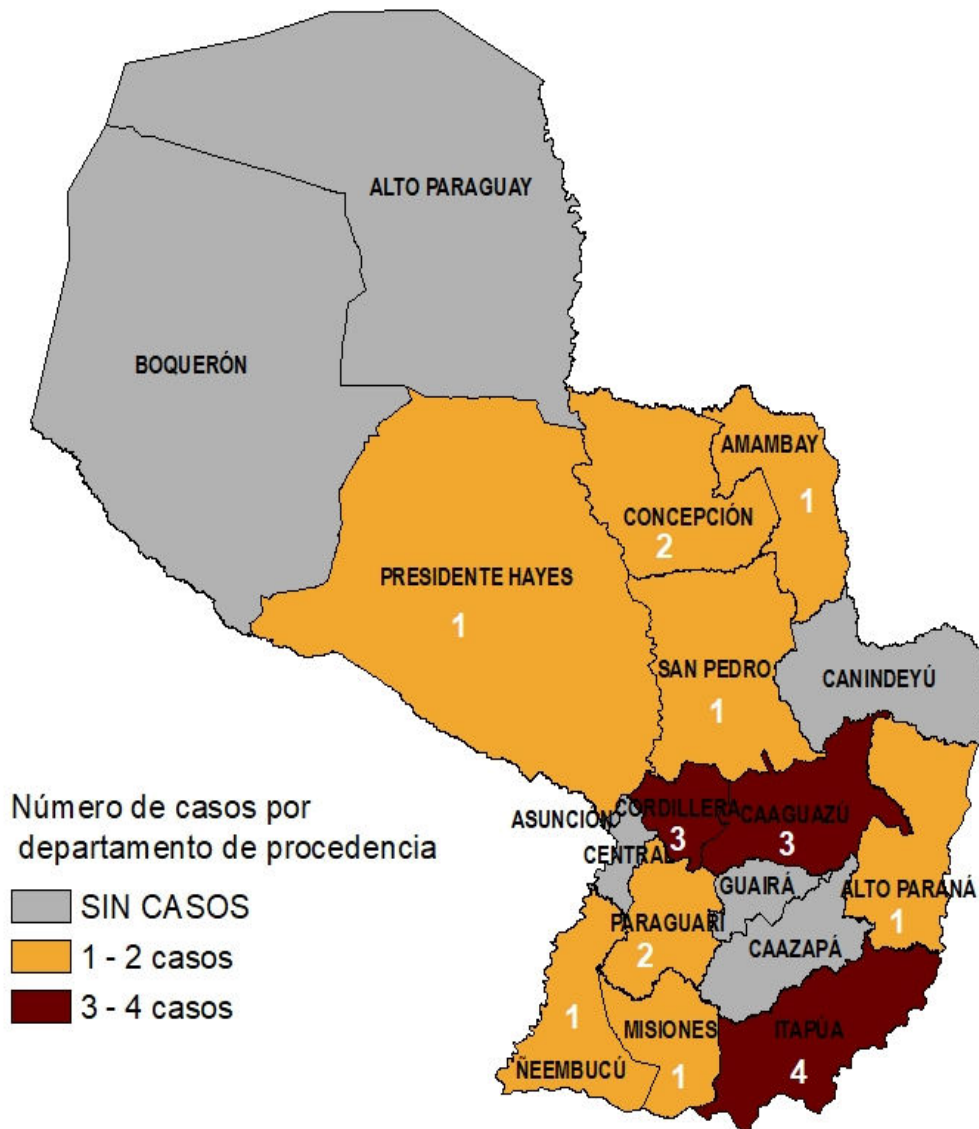 ALTO PARAGUAY
BOQUERÓN
AMAMBAY
1
CONCEPCIÓN
2
PRESIDENTE HAYES
1
SAN PEDRO
1
CANINDEYÚ
Número de casos por
departamento de procedencia
SIN CASOS
1 - 2 casos
3 - 4 casos
ASUNCIÓN
CORDILLERA
3
CAAGUAZÚ
3
CENTRAL
GUAIRÁ
ALTO PARANÁ
1
PARAGUARÍ
2
CAAZAPÁ
ÑEEMBUCÚ
1
MISIONES
1
ITAPÚA
4